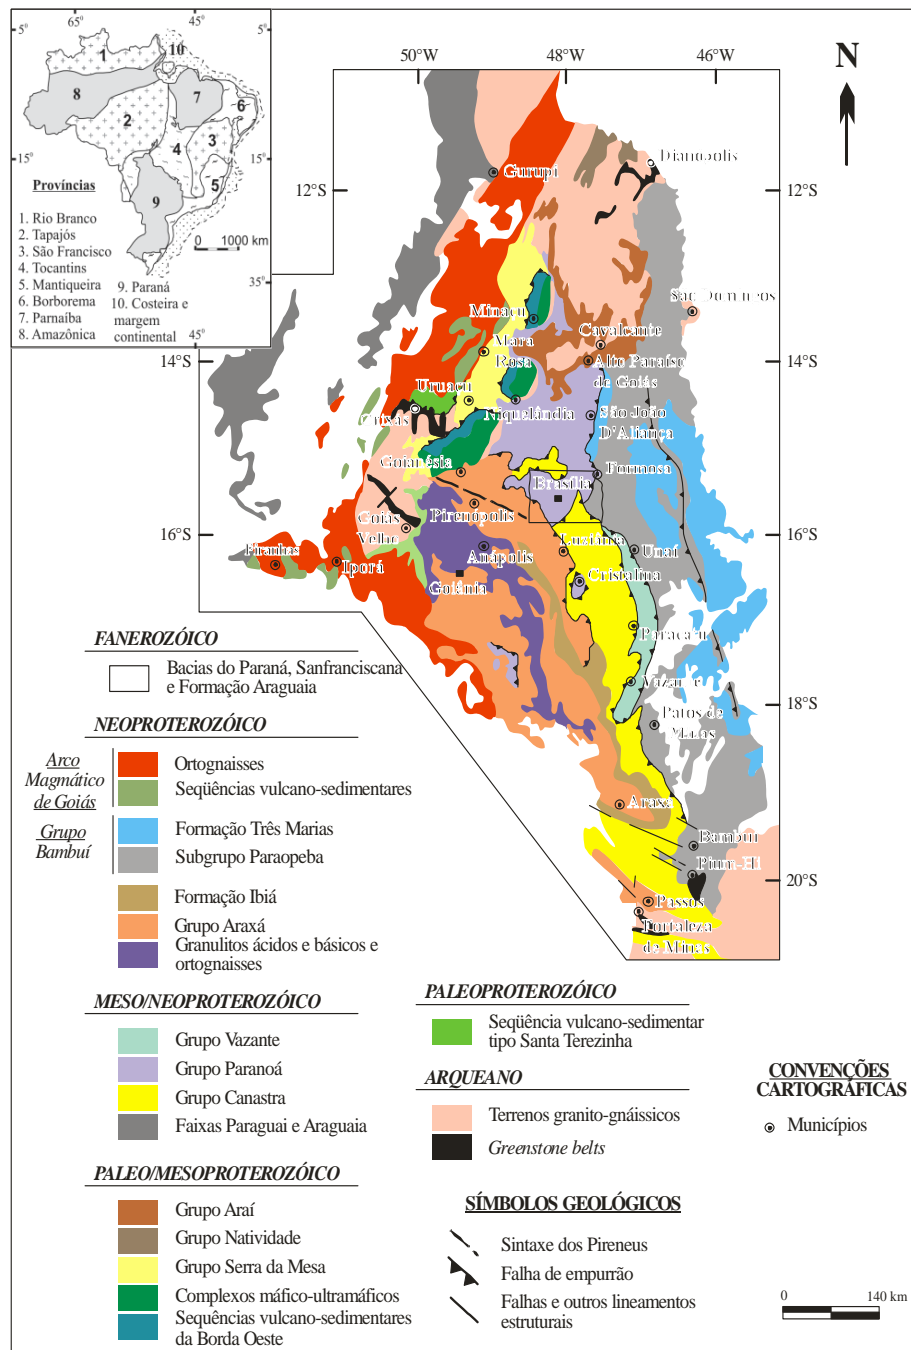 65°
45°
5°
5°
15°
15°
35°
45°
1
10
8
7
6
2
3
4
5
9
0 1000 km
Províncias
1. Rio Branco
2. Tapajós
3. São Francisco
4. Tocantins
5. Mantiqueira
6. Borborema
7. Parnaíba
8. Amazônica
9. Paraná
10. Costeira e
margem
continental
50°W
48°W
46°W
N
12°S
14°S
16°S
18°S
20°S
Gurupi
Dianópolis
São Domingos
Minaçu
Cavalcante
Mara
Rosa
Alto Paraíso
de Goiás
Uruaçu
Niquelândia
São João
D'Aliança
Crixás
Goianésia
Formosa
Brasília
Pirenópolis
Goiás
Velho
Luziânia
Unaí
Piranhas
Iporá
Anápolis
Goiânia
Cristalina
Paracatu
Vazante
Patos de
Minas
Araxá
Bambuí
Pium-Hi
Passos
Fortaleza
de Minas
FANEROZÓICO
Bacias do Paraná, Sanfranciscana
e Formação Araguaia
NEOPROTEROZÓICO
Arco
Magmático
de Goiás
Ortognaisses
Seqüências vulcano-sedimentares
Grupo
Bambuí
Formação Três Marias
Subgrupo Paraopeba
Formação Ibiá
Grupo Araxá
Granulitos ácidos e básicos e
ortognaisses
MESO/NEOPROTEROZÓICO
Grupo Vazante
Grupo Paranoá
Grupo Canastra
Faixas Paraguai e Araguaia
PALEO/MESOPROTEROZÓICO
Grupo Araí
Grupo Natividade
Grupo Serra da Mesa
Complexos máfico-ultramáficos
Sequências vulcano-sedimentares
da Borda Oeste
PALEOPROTEROZÓICO
Seqüência vulcano-sedimentar
tipo Santa Terezinha
ARQUEANO
Terrenos granito-gnáissicos
Greenstone belts
SÍMBOLOS GEOLÓGICOS
Sintaxe dos Pireneus
Falha de empurrão
Falhas e outros lineamentos
estruturais
CONVENÇÕES
CARTOGRÁFICAS
Municípios
0 140 km